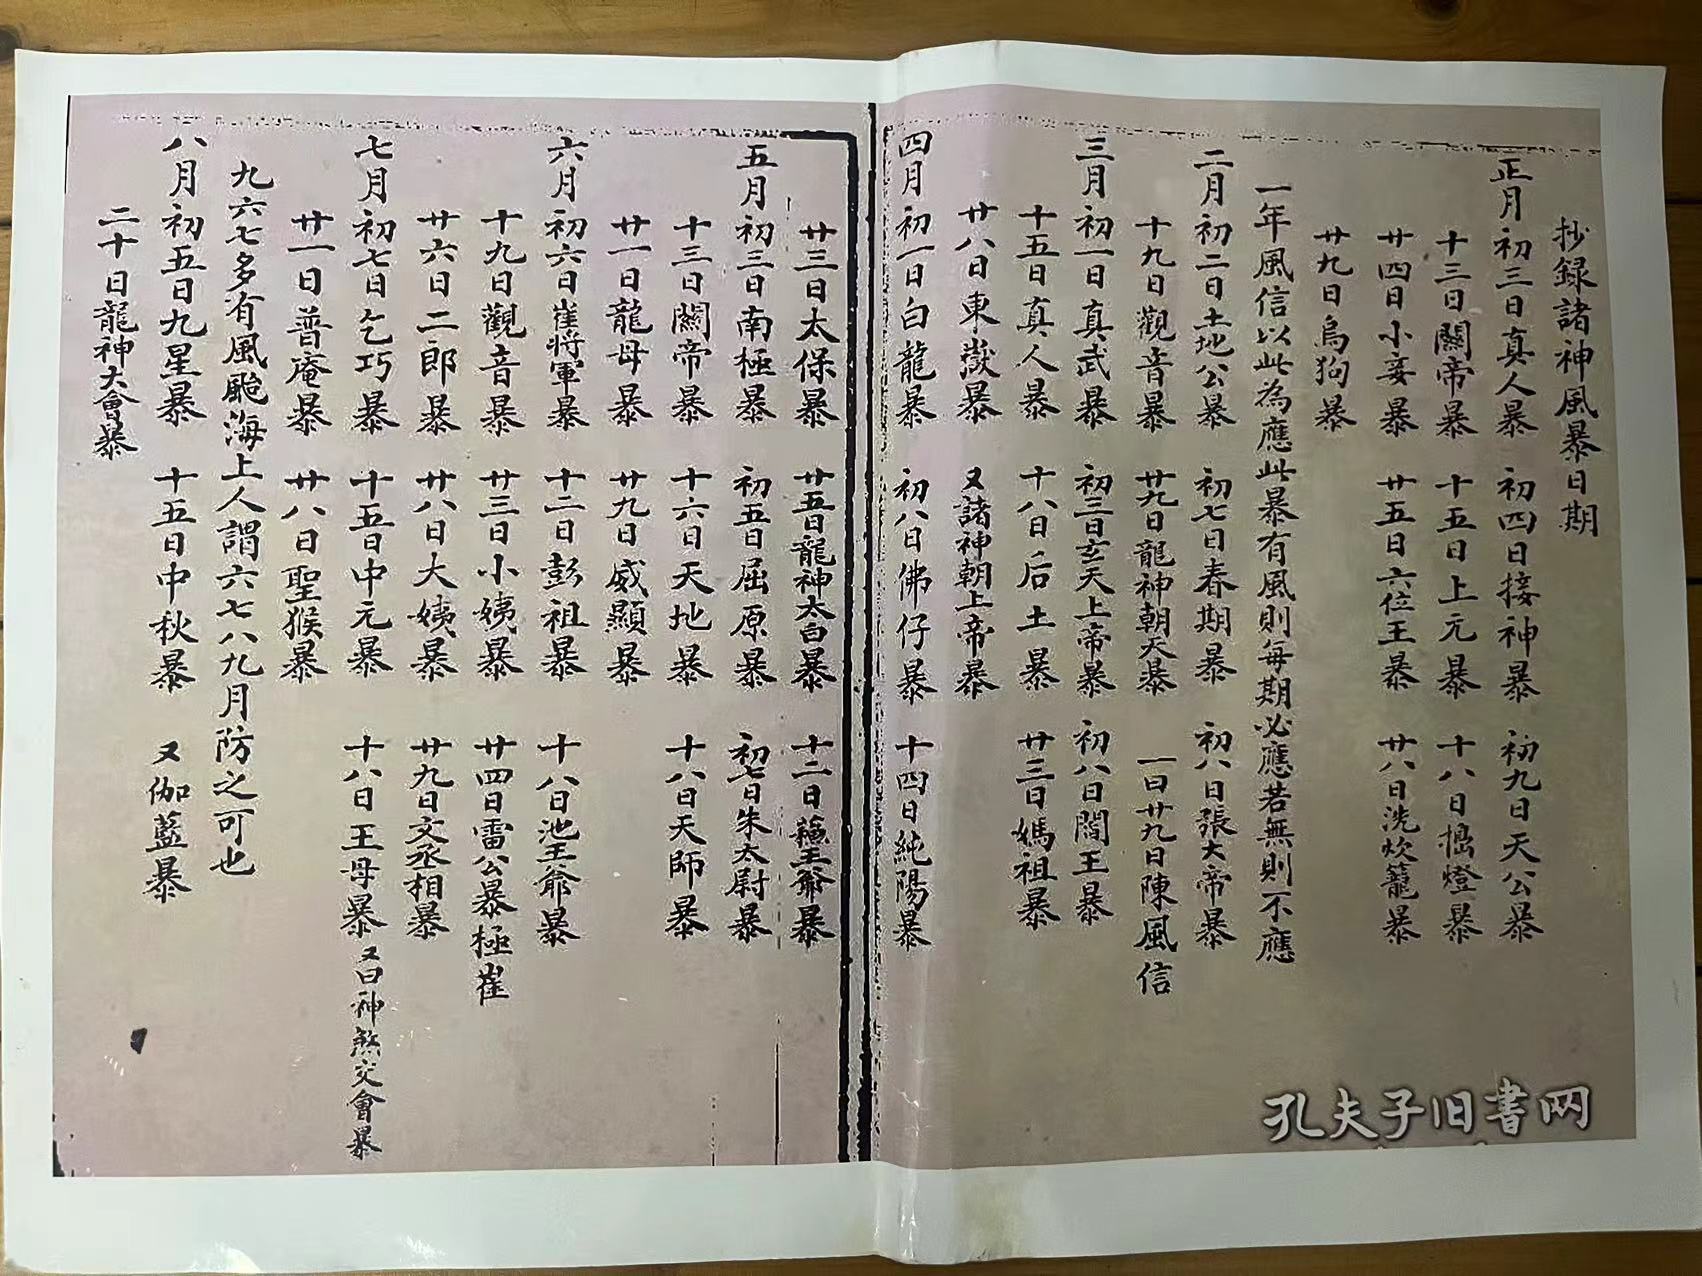 抄録諸神風暴日期
正月初三日真人暴 初四日接神暴 初九日天公暴
十三日關帝暴 十五日上元暴 十八日搗燈暴
廿四日小妾暴 廿五日六位王暴 廿八日洗炊籠暴
廿九日烏狗暴
一年風信以此為應此暴有風則每期必應若無則不應
二月初二日土地公暴 初七日春期暴 初八日張大帝暴
十九日觀音暴 廿九日龍神朝天暴 一曰廿九日陳風信
三月初一日真武暴 初三日玄天上帝暴 初八日閻王暴
十五日真人暴 十八日后土暴 廿三日媽祖暴
廿八日東嶽暴 又諸神朝上帝暴
四月初一日白龍暴 初八日佛仔暴 十四日純陽暴
廿三日太保暴 廿五日龍神太白暴 十二日蘓王爺暴
五月初三日南極暴 初五日屈原暴 初七日朱太尉暴
十三日關帝暴 十六日天地暴 十八日天師暴
廿一日龍母暴 廿九日威顯暴
六月初六日崔將軍暴 十二日彭祖暴 十八日池王爺暴
十九日觀音暴 廿三日小姨暴 廿四日雷公暴極崔
廿六日二郎暴 廿八日大姨暴 廿九日文丞相暴
七月初七日乞巧暴 十五日中元暴 十八日王母暴又曰神煞交會暴
廿一日普庵暴 廿八日聖猴暴
九六七多有風颱海上人謂六七八九月防之可也
八月初五日九星暴 十五日中秋暴 又伽藍暴
二十日龍神大會暴
孔夫子旧書网